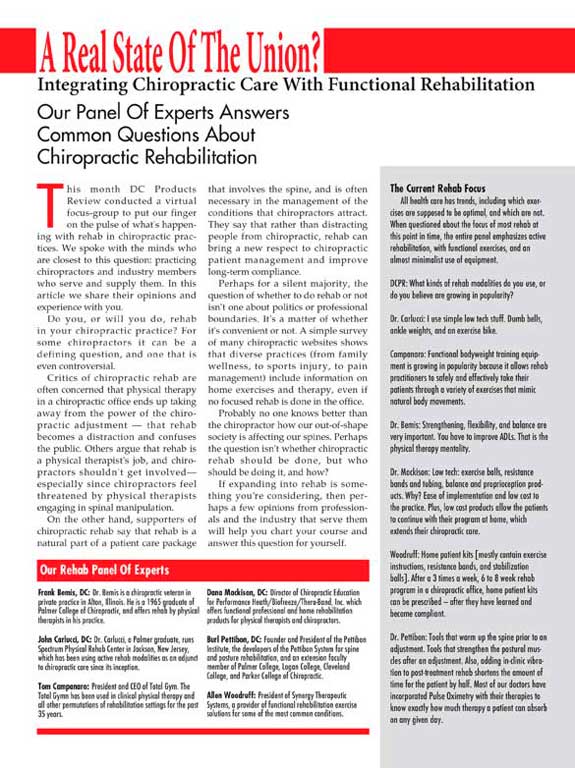 A Real State Of The Union?
Integrating Chiropractic Care With Functional Rehabilitation
Our Panel Of Experts Answers
Common Questions About
Chiropractic Rehabilitation
This month DC Products
Review conducted a virtual
focus-group to put our finger
on the pulse of what's happen-
ing with rehab in chiropractic prac-
tices. We spoke with the minds who
are closest to this question: practicing
chiropractors and industry members
who serve and supply them. In this
article we share their opinions and
experience with you.
Do you, or will you do, rehab
in your chiropractic practice? For
some chiropractors it can be a
defining question, and one that is
even controversial.
Critics of chiropractic rehab are
often concerned that physical therapy
in a chiropractic office ends up taking
away from the power of the chiro-
practic adjustment — that rehab
becomes a distraction and confuses
the public. Others argue that rehab is
a physical therapist's job, and chiro-
practors shouldn't get involved—
especially since chiropractors feel
threatened by physical therapists
engaging in spinal manipulation.
On the other hand, supporters of
chiropractic rehab say that rehab is a
natural part of a patient care package
that involves the spine, and is often
necessary in the management of the
conditions that chiropractors attract.
They say that rather than distracting
people from chiropractic, rehab can
bring a new respect to chiropractic
patient management and improve
long-term compliance.
Perhaps for a silent majority, the
question of whether to do rehab or not
isn't one about politics or professional
boundaries. It's a matter of whether
it's convenient or not. A simple survey
of many chiropractic websites shows
that diverse practices (from family
wellness, to sports injury, to pain
management) include information on
home exercises and therapy, even if
no focused rehab is done in the office.
Probably no one knows better than
the chiropractor how our out-of-shape
society is affecting our spines. Perhaps
the question isn't whether chiropractic
rehab should be done, but who
should be doing it, and how?
If expanding into rehab is some-
thing you're considering, then per-
haps a few opinions from profession-
als and the industry that serve them
will help you chart your course and
answer this question for yourself.
The Current Rehab Focus
All health care has trends, including which exer-
cises are supposed to be optimal, and which are not.
When questioned about the focus of most rehab at
this point in time, the entire panel emphasizes active
rehabilitation, with functional exercises, and an
almost minimalist use of equipment.
DCPR: What kinds of rehab modalities do you use, or
do you believe are growing in popularity?
Dr. Carlucci: I use simple low tech stuff. Dumb bells,
ankle weights, and an exercise bike.
Campanaro: Functional bodyweight training equip-
ment is growing in popularity because it allows rehab
practitioners to safely and effectively take their
patients through a variety of exercises that mimic
natural body movements.
Dr. Bemis: Strengthening, flexibility, and balance are
very important. You have to improve ADLs. That is the
physical therapy mentality.
Dr. Mackison: Low tech: exercise balls, resistance
bands and tubing, balance and proprioception prod-
ucts. Why? Ease of implementation and low cost to
the practice. Plus, low cost products allow the patients
to continue with their program at home, which
extends their chiropractic care.
Woodruff: Home patient kits [mostly contain exercise
instructions, resistance bands, and stabilization
balls]. After a 3 times a week, 6 to 8 week rehab
program in a chiropractic office, home patient kits
can be prescribed – after they have learned and
become compliant.
Dr. Pettibon: Tools that warm up the spine prior to an
adjustment. Tools that strengthen the postural mus-
cles after an adjustment. Also, adding in-clinic vibra-
tion to post-treatment rehab shortens the amount of
time for the patient by half. Most of our doctors have
incorporated Pulse Oximetry with their therapies to
know exactly how much therapy a patient can absorb
on any given day.
Our Rehab Panel Of Experts
Frank Bemis, DC: Dr. Bemis is a chiropractic veteran in
private practice in Alton, Illinois. He is a 1965 graduate of
Palmer College of Chiropractic, and offers rehab by physical
therapists in his practice.
John Carlucci, DC: Dr. Carlucci, a Palmer graduate, runs
Spectrum Physical Rehab Center in Jackson, New Jersey,
which has been using active rehab modalities as an adjunct
to chiropractic care since its inception.
Tom Campanaro: President and CEO of Total Gym. The
Total Gym has been used in clinical physical therapy and
all other permutations of rehabilitation settings for the past
35 years.
Dana Mackison, DC: Director of Chiropractic Education
for Performance Heath/Biofreeze/Thera-Band, Inc. which
offers functional professional and home rehabilitation
products for physical therapists and chiropractors.
Burl Pettibon, DC: Founder and President of the Pettibon
Institute, the developers of the Pettibon System for spine
and posture rehabilitation, and an extension faculty
member of Palmer College, Logan College, Cleveland
College, and Parker College of Chiropractic.
Allen Woodruff: President of Synergy Therapeutic
Systems, a provider of functional rehabilitation exercise
solutions for some of the most common conditions.